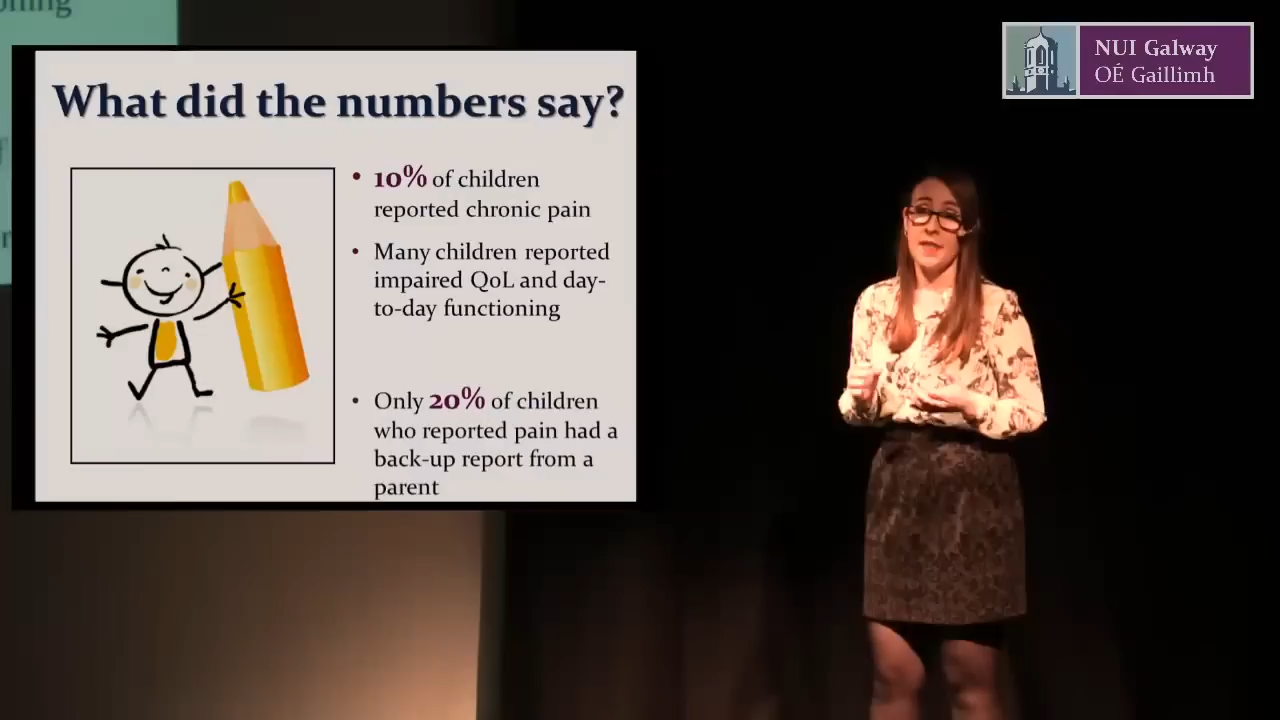 NUI Galway
OÉ Gaillimh
What did the numbers say?
• 10% of children
reported chronic pain
• Many children reported
impaired QoL and day-
to-day functioning
• Only 20% of children
who reported pain had a
back-up report from a
parent